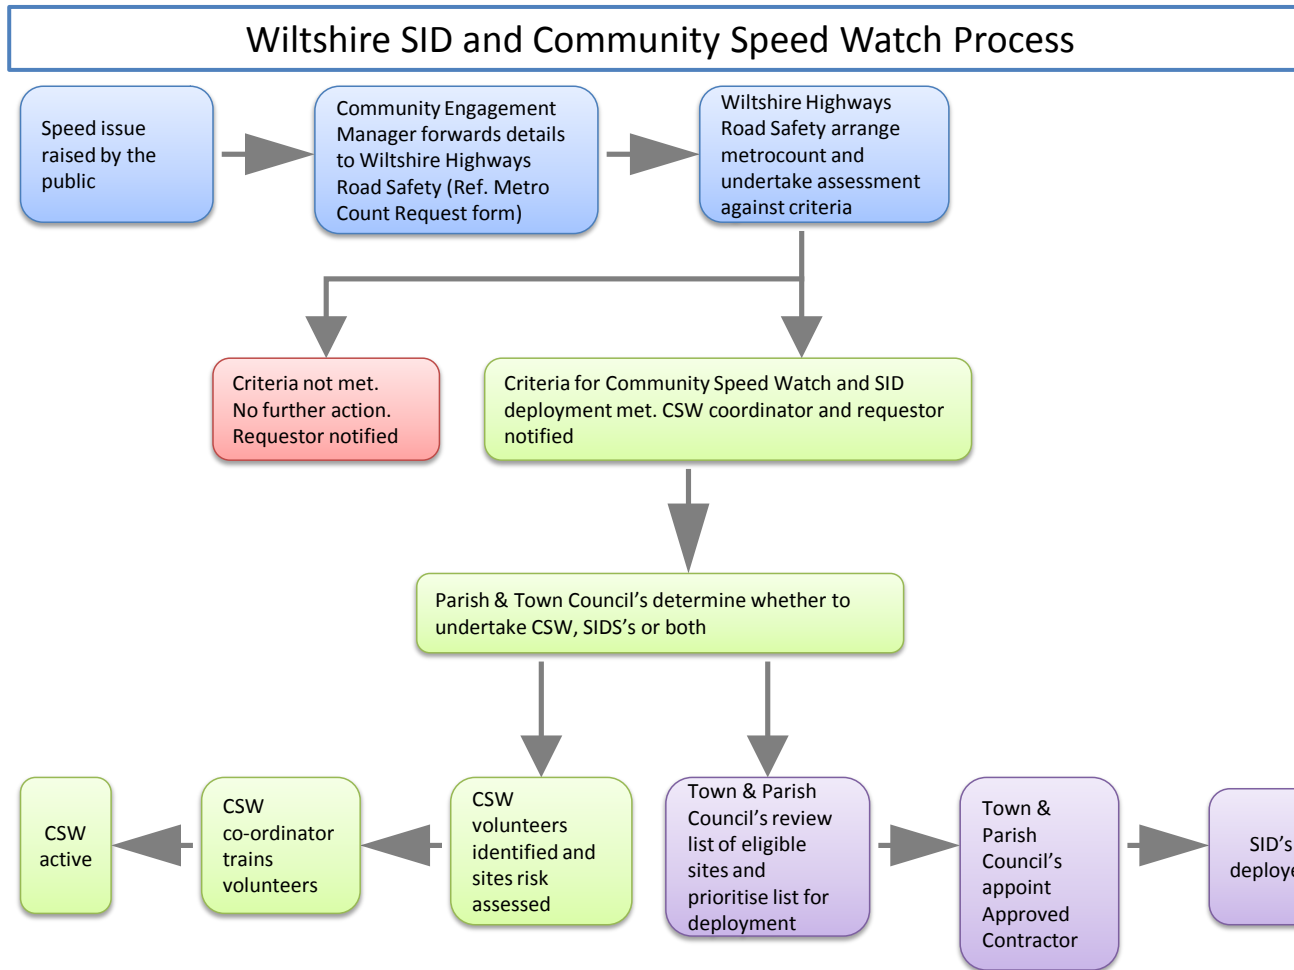 Wiltshire SID and Community Speed Watch Process
Speed issue
raised by the
public
Community Engagement
Manager forwards details
to Wiltshire Highways
Road Safety (Ref. Metro
Count Request form)
Wiltshire Highways
Road Safety arrange
metrocount and
undertake assessment
against criteria
Criteria not met.
No further action.
Requestor notified
Criteria for Community Speed Watch and SID
deployment met. CSW coordinator and requestor
notified
Parish & Town Council's determine whether to
undertake CSW, SIDS's or both
CSW
active
CSW
co-ordinator
trains
volunteers
CSW
volunteers
identified and
sites risk
assessed
Town & Parish
Council's review
list of eligible
sites and
prioritise list for
deployment
Town &
Parish
Council's
appoint
Approved
Contractor
SID's